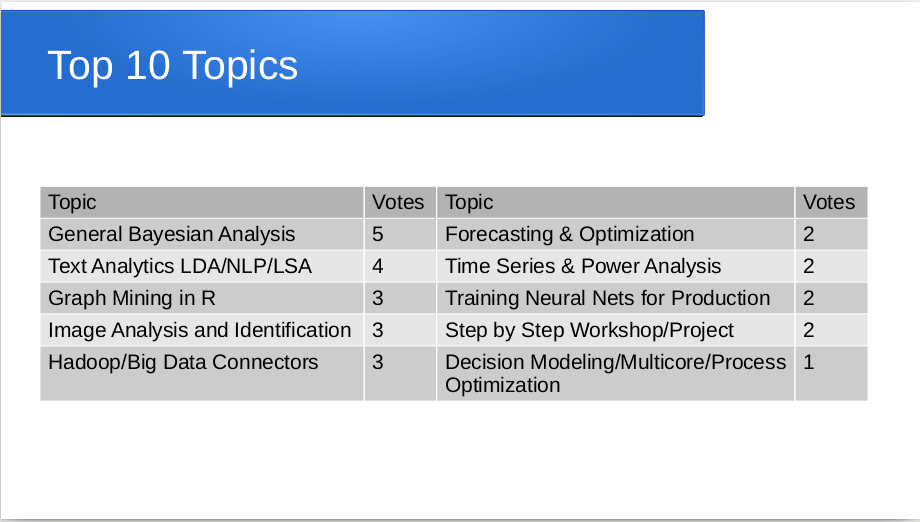 Top 10 Topics
Topic Votes Topic Votes
General Bayesian Analysis 5 Forecasting & Optimization 2
Text Analytics LDA/NLP/LSA 4 Time Series & Power Analysis 2
Graph Mining in R 3 Training Neural Nets for Production 2
Image Analysis and Identification 3 Step by Step Workshop/Project 2
Hadoop/Big Data Connectors 3 Decision Modeling/Multicore/Process 1
Optimization